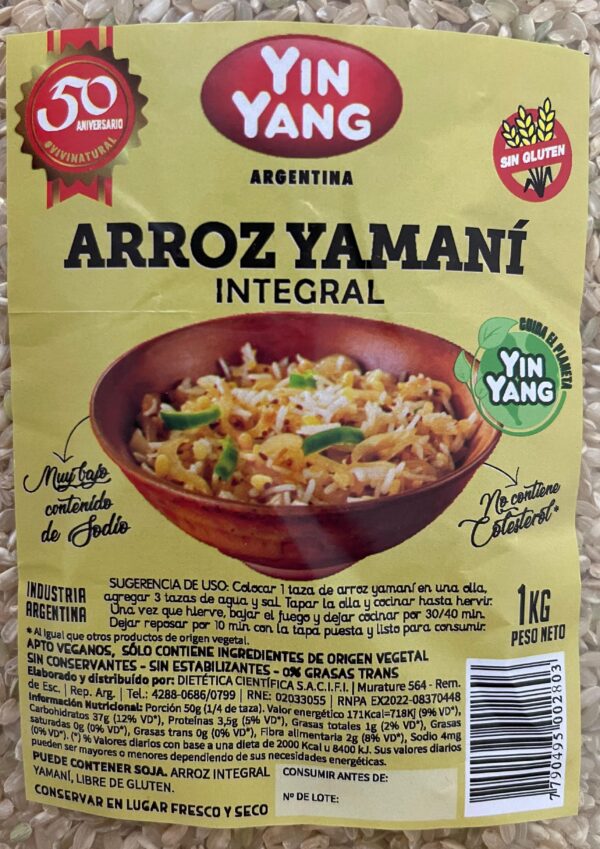 50
ANIVERSARIO
@VIVINATURAL
YIN
YANG
ARGENTINA
SIN GLUTEN
ARROZ YAMANÍ
INTEGRAL
CUIDA EL PLANETA
YIN
YANG
Muy bajo
contenido
de Sodio
No contiene
Colesterol*
INDUSTRIA
ARGENTINA
SUGERENCIA DE USO: Colocar 1 taza de arroz yamaní en una olla,
agregar 3 tazas de agua y sal. Tapar la olla y cocinar hasta hervir.
Una vez que hierve, bajar el fuego y dejar cocinar por 30/40 min.
Dejar reposar por 10 min con la tapa puesta y listo para consumir.
1KG
PESO NETO
* Al igual que otros productos de origen vegetal.
APTO VEGANOS, SÓLO CONTIENE INGREDIENTES DE ORIGEN VEGETAL
SIN CONSERVANTES - SIN ESTABILIZANTES - 0% GRASAS TRANS
Elaborado y distribuido por: DIETÉTICA CIENTÍFICA S.A.C.I.F.I. | Murature 564 - Rem.
de Esc. | Rep. Arg. | Tel.: 4288-0686/0799 | RNE: 02033055 | RNPA EX2022-08370448
Información Nutricional: Porción 50g (1/4 de taza). Valor energético 171Kcal=718KJ (9% VD*),
Carbohidratos 37g (12% VD*), Proteínas 3,5g (5% VD*), Grasas totales 1g (2% VD*), Grasas
saturadas 0g (0% VD*), Grasas trans 0g (0% VD*), Fibra alimentaria 2g (8% VD*), Sodio 4mg
(0% VD*). (*) % Valores diarios con base a una dieta de 2000 Kcal u 8400 kJ. Sus valores diarios
pueden ser mayores o menores dependiendo de sus necesidades energéticas.
PUEDE CONTENER SOJA. ARROZ INTEGRAL
YAMANÍ, LIBRE DE GLUTEN.
CONSERVAR EN LUGAR FRESCO Y SECO
CONSUMIR ANTES DE:
Nº DE LOTE:
7790495002803